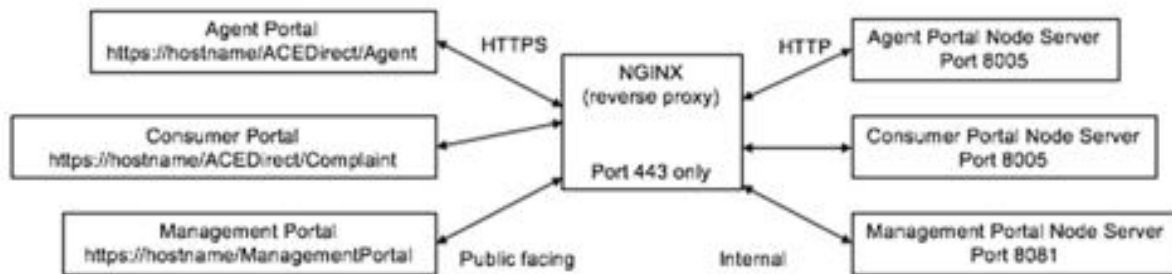 Agent Portal
https://hostname/ACEDirect/Agent
HTTPS
HTTP
Agent Portal Node Server
Port 8005
NGINX
(reverse proxy)
Port 443 only
Consumer Portal
https://hostname/ACEDirect/Complaint
Consumer Portal Node Server
Port 8005
Management Portal
https://hostname/ManagementPortal
Public facing
Internal
Management Portal Node Server
Port 8081